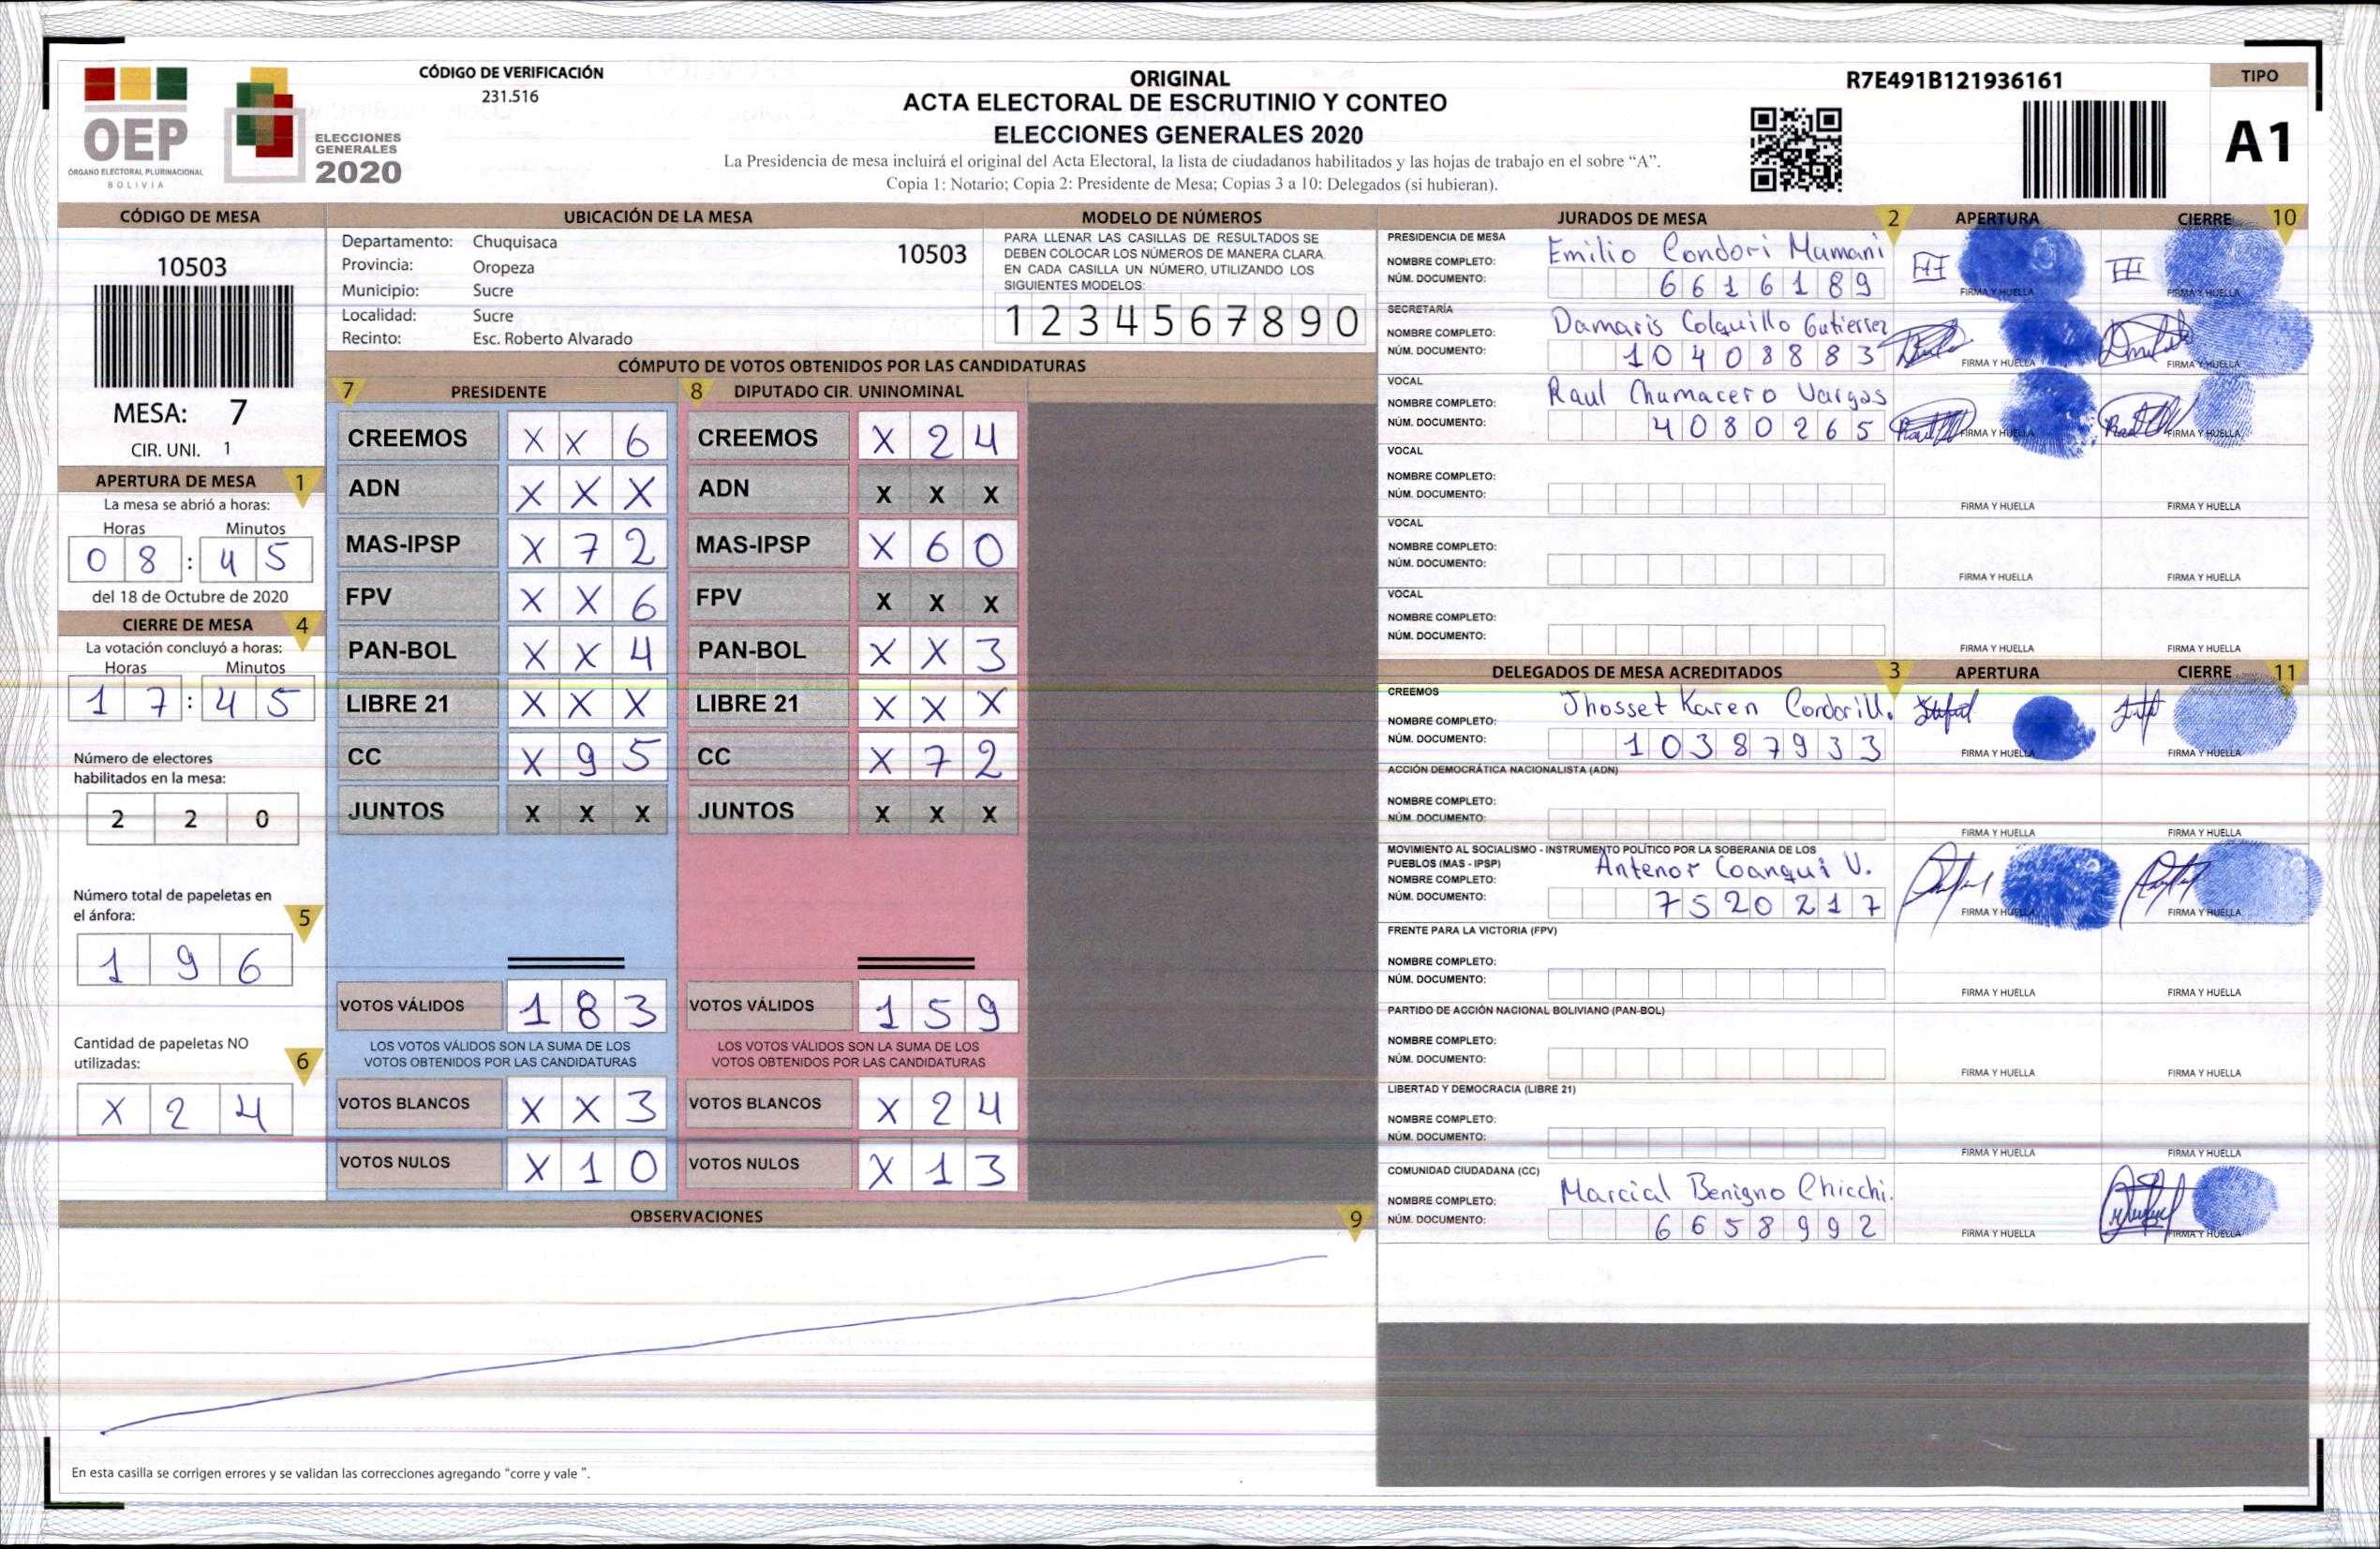 OEP
ÓRGANO ELECTORAL PLURINACIONAL
BOLIVIA
ELECCIONES
GENERALES
2020
CÓDIGO DE VERIFICACIÓN
231.516
ORIGINAL
ACTA ELECTORAL DE ESCRUTINIO Y CONTEO
ELECCIONES GENERALES 2020
La Presidencia de mesa incluirá el original del Acta Electoral, la lista de ciudadanos habilitados y las hojas de trabajo en el sobre “A”.
Copia 1: Notario; Copia 2: Presidente de Mesa; Copias 3 a 10: Delegados (si hubieran).
R7E491B121936161
TIPO
A1
CÓDIGO DE MESA
10503
MESA: 7
CIR. UNI. 1
APERTURA DE MESA 1
La mesa se abrió a horas:
Horas Minutos
0 8 : 4 5
del 18 de Octubre de 2020
CIERRE DE MESA 4
La votación concluyó a horas:
Horas Minutos
1 7 : 4 5
Número de electores
habilitados en la mesa:
2 2 0
Número total de papeletas en
el ánfora: 5
1 9 6
Cantidad de papeletas NO
utilizadas: 6
X 2 4
UBICACIÓN DE LA MESA
Departamento: Chuquisaca 10503
Provincia: Oropeza
Municipio: Sucre
Localidad: Sucre
Recinto: Esc. Roberto Alvarado
MODELO DE NÚMEROS
PARA LLENAR LAS CASILLAS DE RESULTADOS SE
DEBEN COLOCAR LOS NÚMEROS DE MANERA CLARA.
EN CADA CASILLA UN NÚMERO, UTILIZANDO LOS
SIGUIENTES MODELOS:
1 2 3 4 5 6 7 8 9 0
CÓMPUTO DE VOTOS OBTENIDOS POR LAS CANDIDATURAS
7 PRESIDENTE 8 DIPUTADO CIR. UNINOMINAL
CREEMOS X X 6 CREEMOS X 2 4
ADN X X X ADN X X X
MAS-IPSP X 7 2 MAS-IPSP X 6 0
FPV X X 6 FPV X X X
PAN-BOL X X 4 PAN-BOL X X 3
LIBRE 21 X X X LIBRE 21 X X X
CC X 9 5 CC X 7 2
JUNTOS X X X JUNTOS X X X
VOTOS VÁLIDOS 1 8 3 VOTOS VÁLIDOS 1 5 9
LOS VOTOS VÁLIDOS SON LA SUMA DE LOS LOS VOTOS VÁLIDOS SON LA SUMA DE LOS
VOTOS OBTENIDOS POR LAS CANDIDATURAS VOTOS OBTENIDOS POR LAS CANDIDATURAS
VOTOS BLANCOS X X 3 VOTOS BLANCOS X 2 4
VOTOS NULOS X 1 0 VOTOS NULOS X 1 3
OBSERVACIONES 9
En esta casilla se corrigen errores y se validan las correcciones agregando “corre y vale ”.
JURADOS DE MESA 2 APERTURA CIERRE 10
PRESIDENCIA DE MESA
NOMBRE COMPLETO: Emilio Condori Mamani
NÚM. DOCUMENTO: 6 6 1 6 1 8 9 FIRMA Y HUELLA FIRMA Y HUELLA
SECRETARÍA
NOMBRE COMPLETO: Damaris Colquillo Gutierrez
NÚM. DOCUMENTO: 1 0 4 0 8 8 8 3 FIRMA Y HUELLA FIRMA Y HUELLA
VOCAL
NOMBRE COMPLETO: Raul Chumacero Vargas
NÚM. DOCUMENTO: 4 0 8 0 2 6 5 FIRMA Y HUELLA FIRMA Y HUELLA
VOCAL
NOMBRE COMPLETO:
NÚM. DOCUMENTO: FIRMA Y HUELLA FIRMA Y HUELLA
VOCAL
NOMBRE COMPLETO:
NÚM. DOCUMENTO: FIRMA Y HUELLA FIRMA Y HUELLA
VOCAL
NOMBRE COMPLETO:
NÚM. DOCUMENTO: FIRMA Y HUELLA FIRMA Y HUELLA
DELEGADOS DE MESA ACREDITADOS 3 APERTURA CIERRE 11
CREEMOS
NOMBRE COMPLETO: Jhosset Karen
NÚM. DOCUMENTO: 1 0 3 8 7 9 3 3 FIRMA Y HUELLA FIRMA Y HUELLA
ACCIÓN DEMOCRÁTICA NACIONALISTA (ADN)
NOMBRE COMPLETO:
NÚM. DOCUMENTO: FIRMA Y HUELLA FIRMA Y HUELLA
MOVIMIENTO AL SOCIALISMO - INSTRUMENTO POLÍTICO POR LA SOBERANIA DE LOS
PUEBLOS (MAS - IPSP)
NOMBRE COMPLETO: Antenor Coanqui V.
NÚM. DOCUMENTO: 7 5 2 0 2 1 7 FIRMA Y HUELLA FIRMA Y HUELLA
FRENTE PARA LA VICTORIA (FPV)
NOMBRE COMPLETO:
NÚM. DOCUMENTO: FIRMA Y HUELLA FIRMA Y HUELLA
PARTIDO DE ACCIÓN NACIONAL BOLIVIANO (PAN-BOL)
NOMBRE COMPLETO:
NÚM. DOCUMENTO: FIRMA Y HUELLA FIRMA Y HUELLA
LIBERTAD Y DEMOCRACIA (LIBRE 21)
NOMBRE COMPLETO:
NÚM. DOCUMENTO: FIRMA Y HUELLA FIRMA Y HUELLA
COMUNIDAD CIUDADANA (CC)
NOMBRE COMPLETO: Marcial Benigno Chicchi.
NÚM. DOCUMENTO: 6 6 5 8 9 9 2 FIRMA Y HUELLA FIRMA Y HUELLA